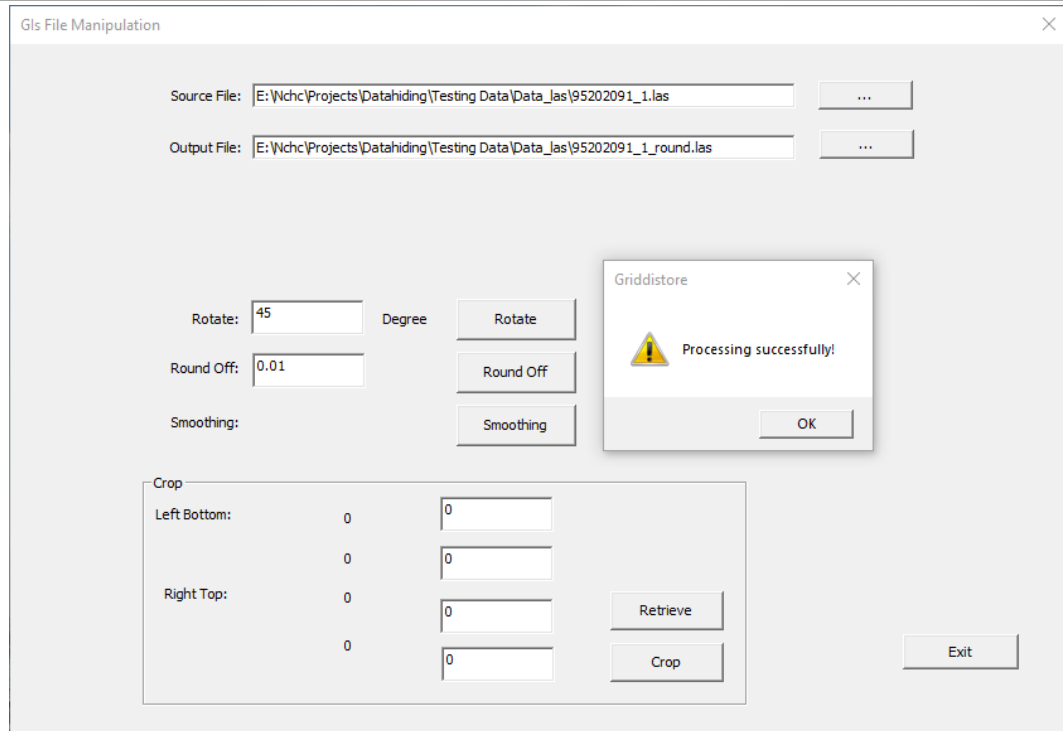 GIs File Manipulation
Source File: E:\Nchc\Projects\Datahiding\Testing Data\Data_las\95202091_1.las ...
Output File: E:\Nchc\Projects\Datahiding\Testing Data\Data_las\95202091_1_round.las ...
Griddistore
Processing successfully!
OK
Rotate: 45 Degree Rotate
Round Off: 0.01 Round Off
Smoothing: Smoothing
Crop
Left Bottom: 0 0
0 0
Right Top: 0 0
0 0
Retrieve
Crop
Exit